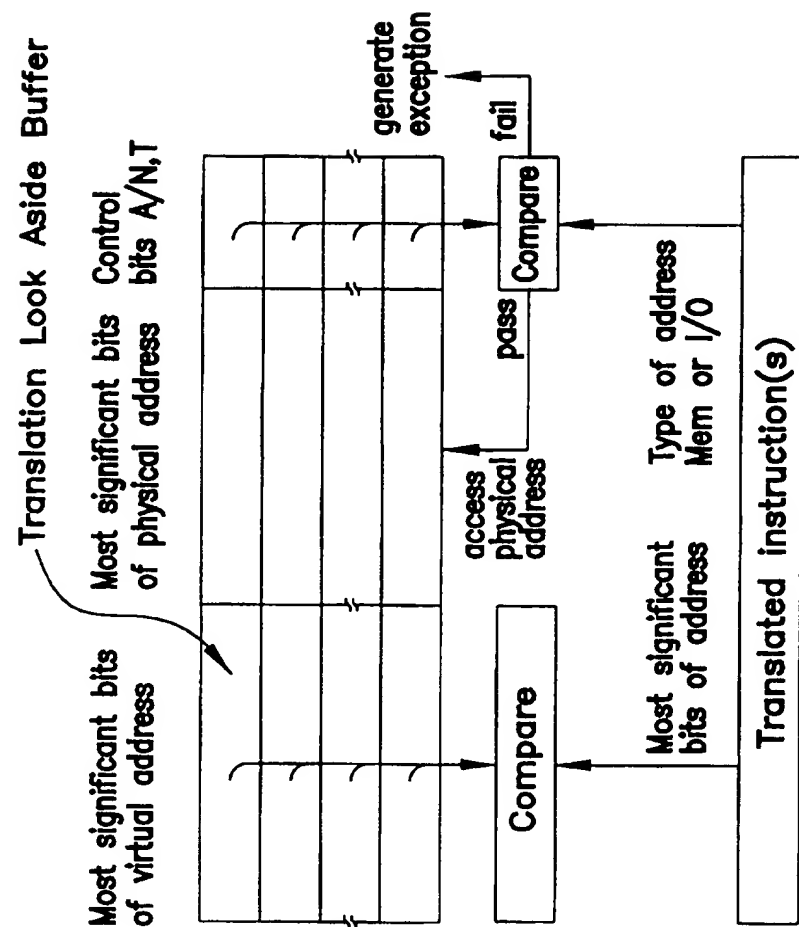 Translation Look Aside Buffer
Most significant bits
of virtual address
Most significant bits
of physical address
Control
bits A/N,T
Compare
access
physical
address
pass
Compare
fail
generate
exception
Most significant
bits of address
Type of address
Mem or I/O
Translated instruction(s)